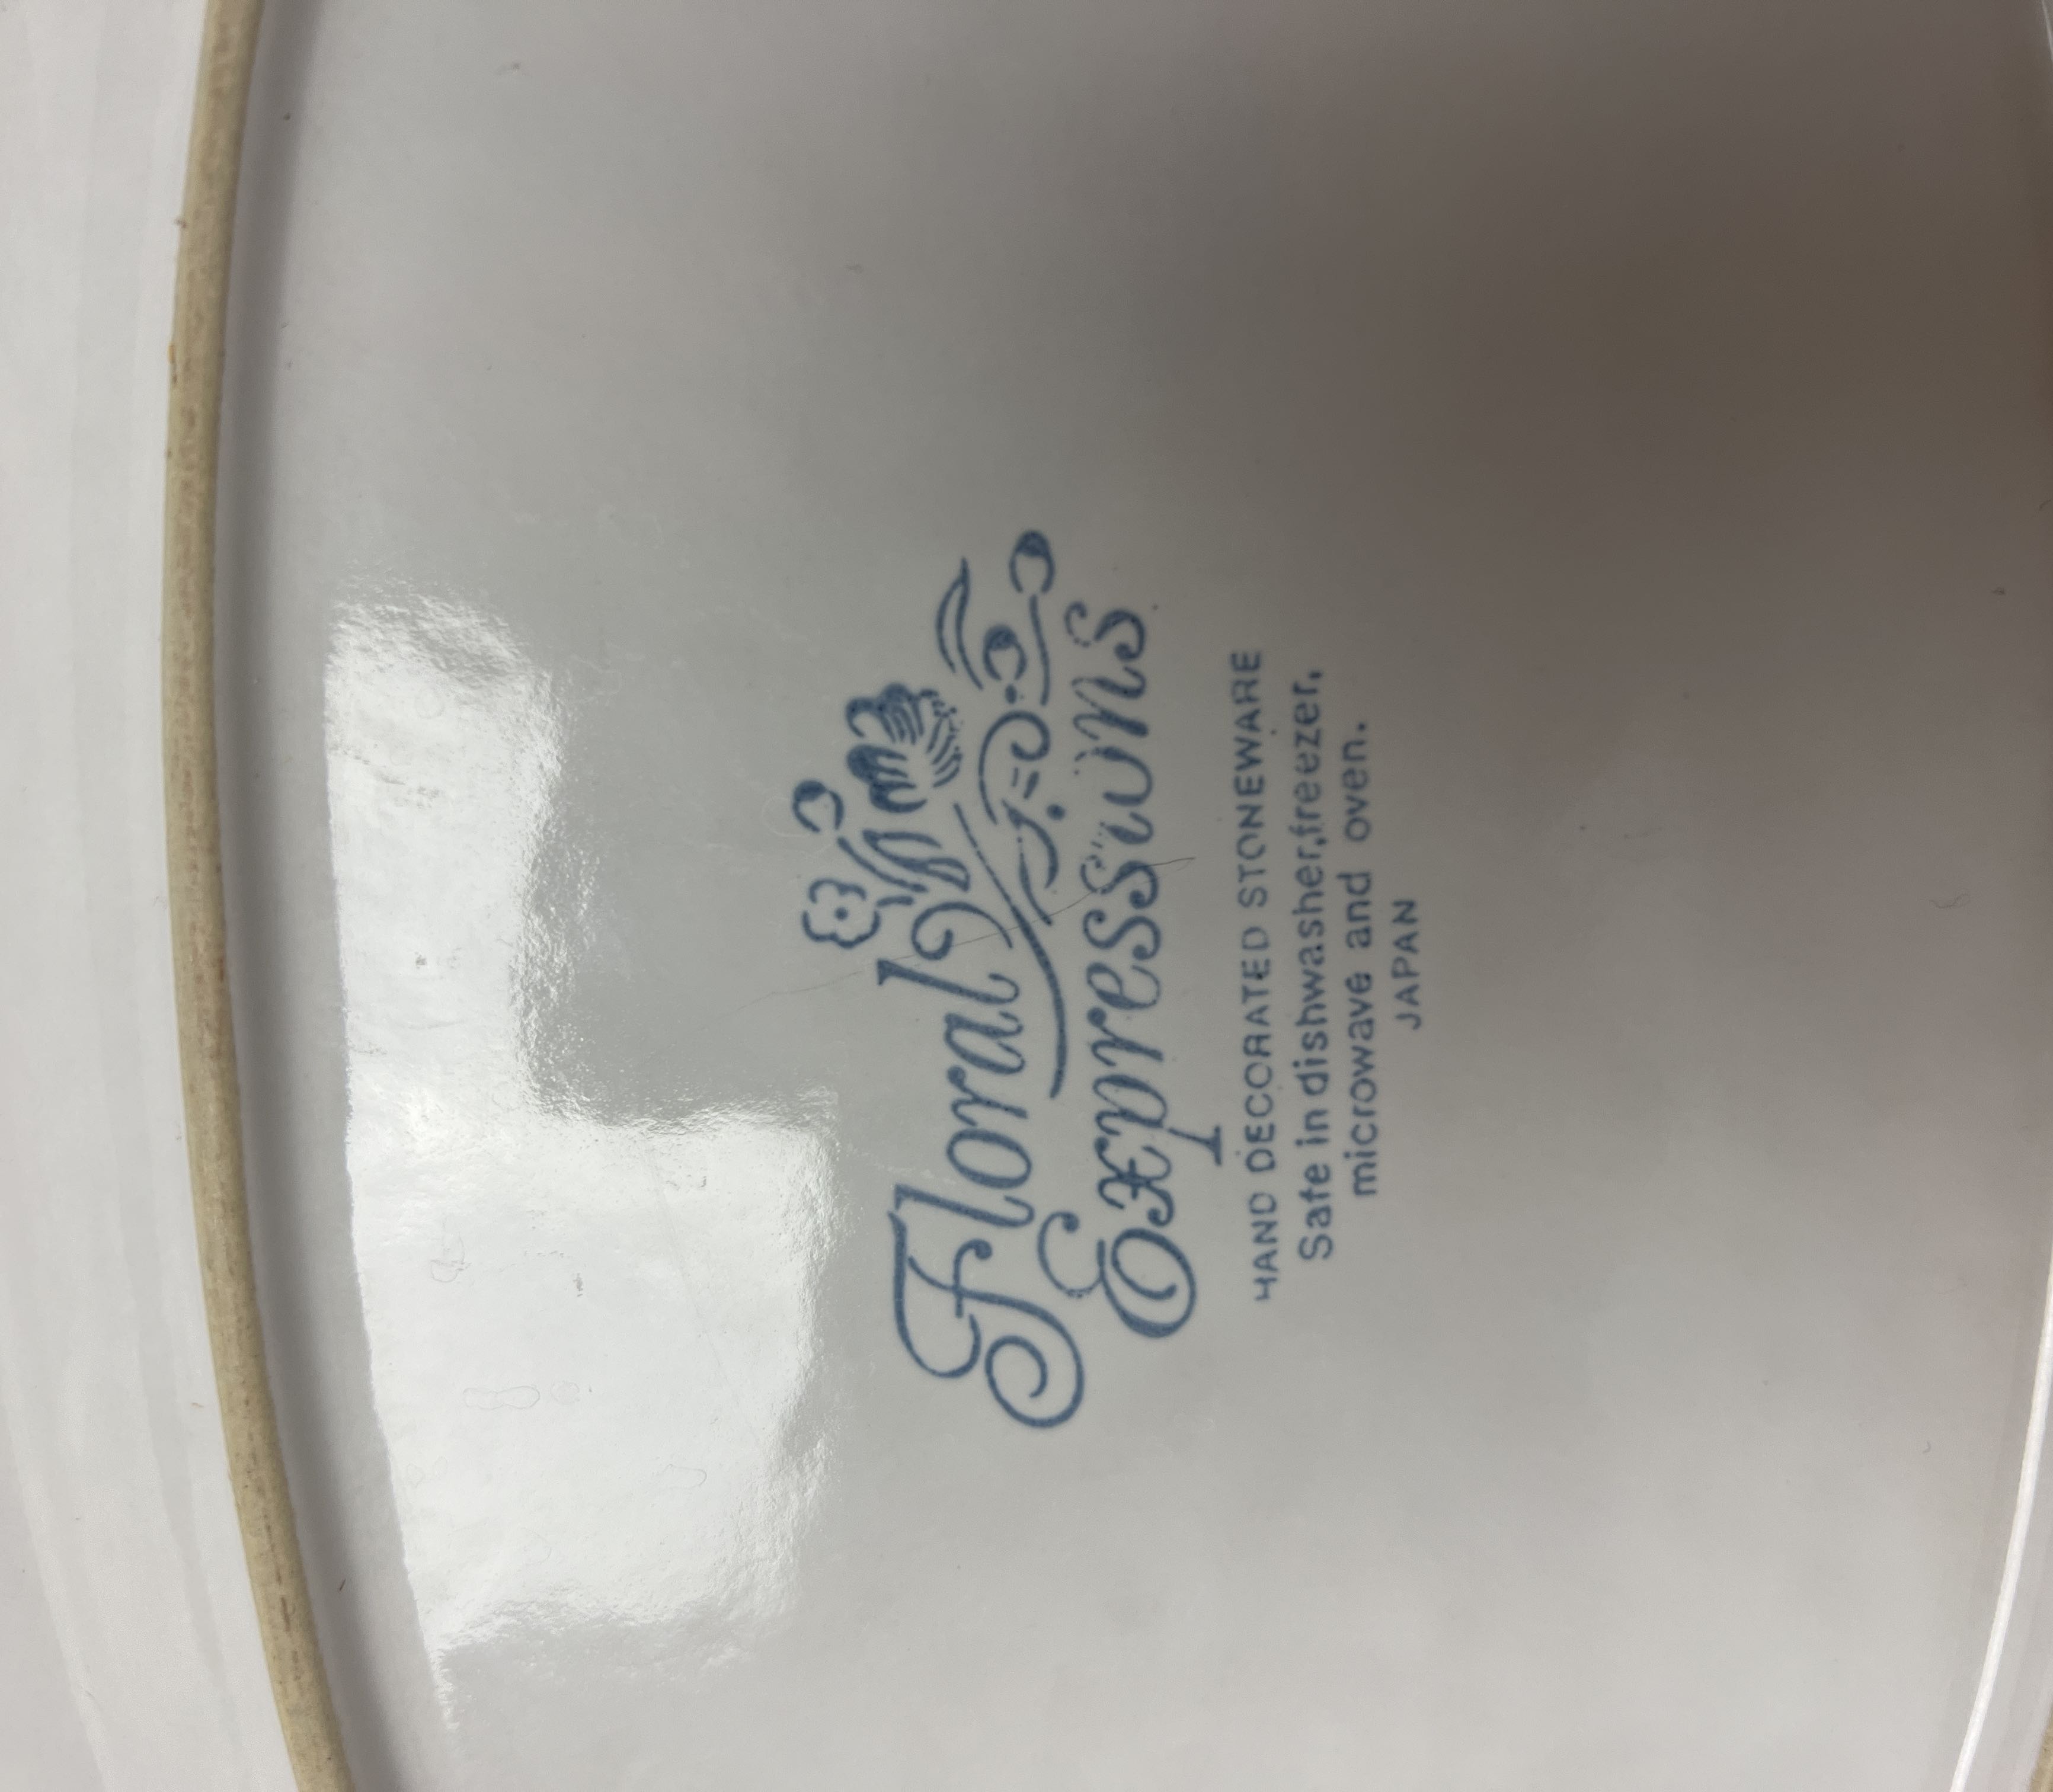 Floral
Expressions
HAND DECORATED STONEWARE
Safe in dishwasher,freezer,
microwave and oven.
JAPAN